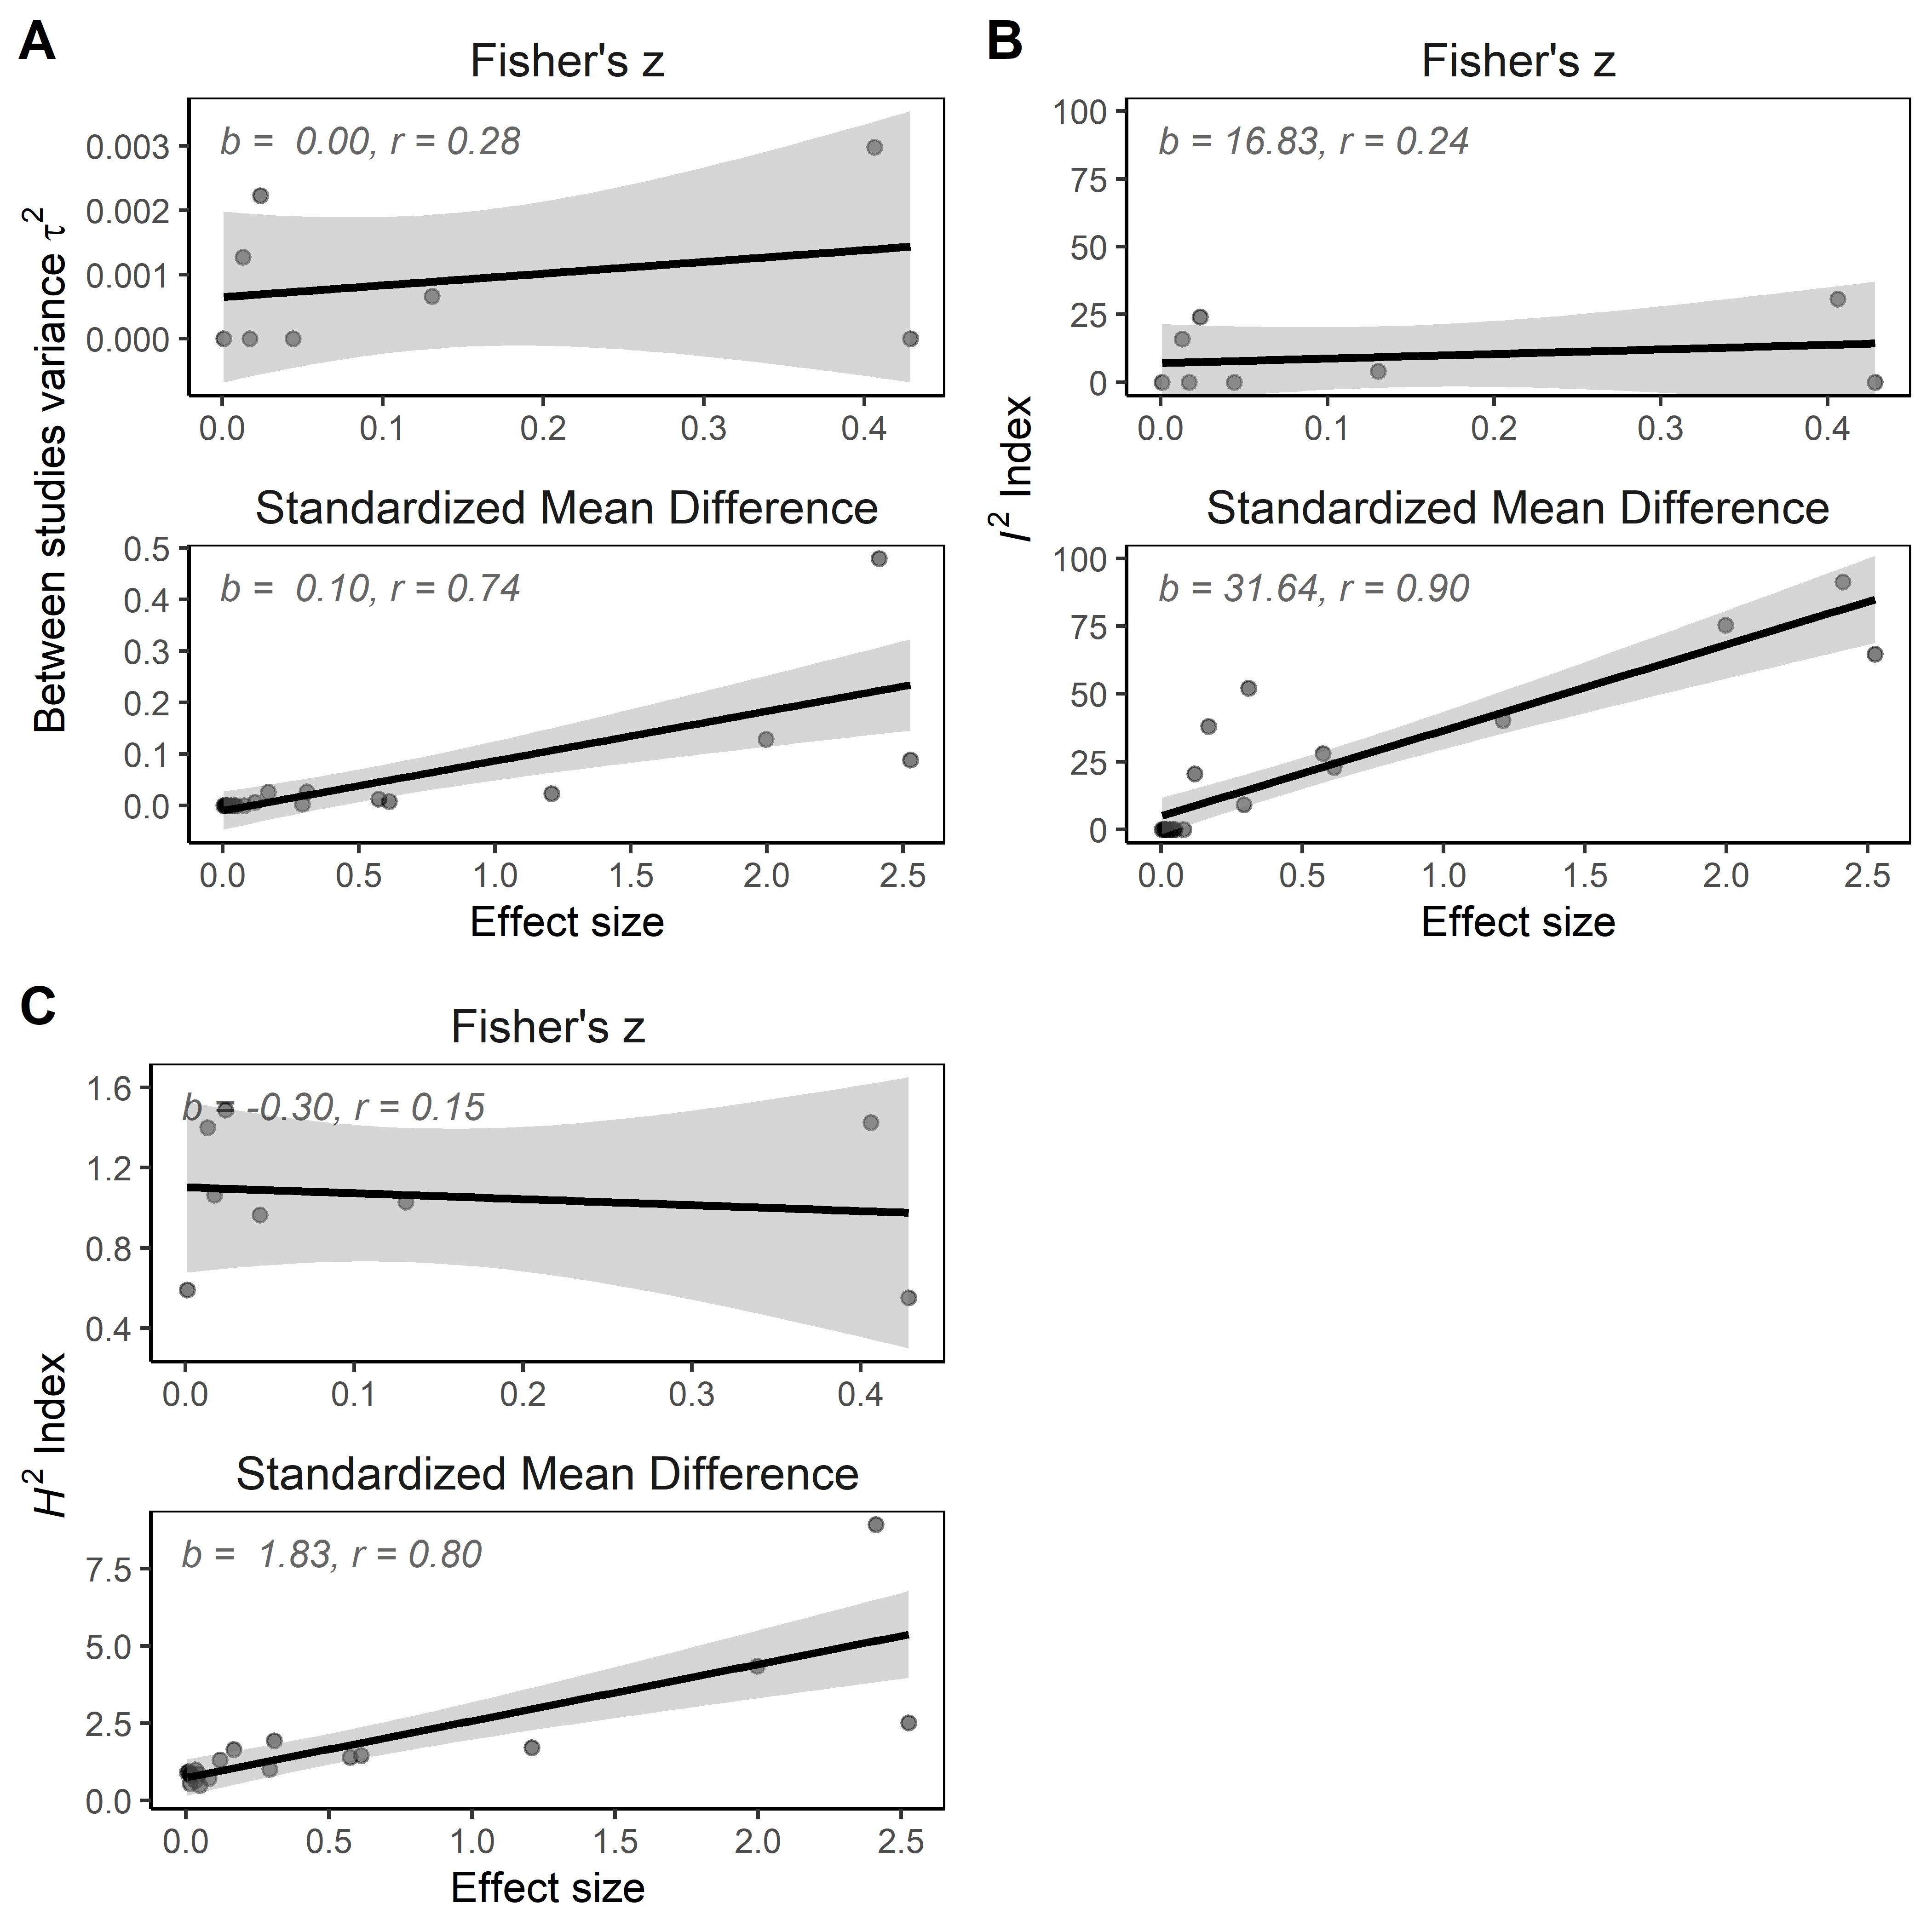 A
Fisher's z
b = 0.00, r = 0.28
0.003
0.002
0.001
0.000
0.0 0.1 0.2 0.3 0.4
Between studies variance τ²
Standardized Mean Difference
b = 0.10, r = 0.74
0.5
0.4
0.3
0.2
0.1
0.0
0.0 0.5 1.0 1.5 2.0 2.5
Effect size
B
Fisher's z
b = 16.83, r = 0.24
100
75
50
25
0
0.0 0.1 0.2 0.3 0.4
I² Index
Standardized Mean Difference
b = 31.64, r = 0.90
100
75
50
25
0
0.0 0.5 1.0 1.5 2.0 2.5
Effect size
C
Fisher's z
b = -0.30, r = 0.15
1.6
1.2
0.8
0.4
0.0 0.1 0.2 0.3 0.4
H² Index
Standardized Mean Difference
b = 1.83, r = 0.80
7.5
5.0
2.5
0.0
0.0 0.5 1.0 1.5 2.0 2.5
Effect size